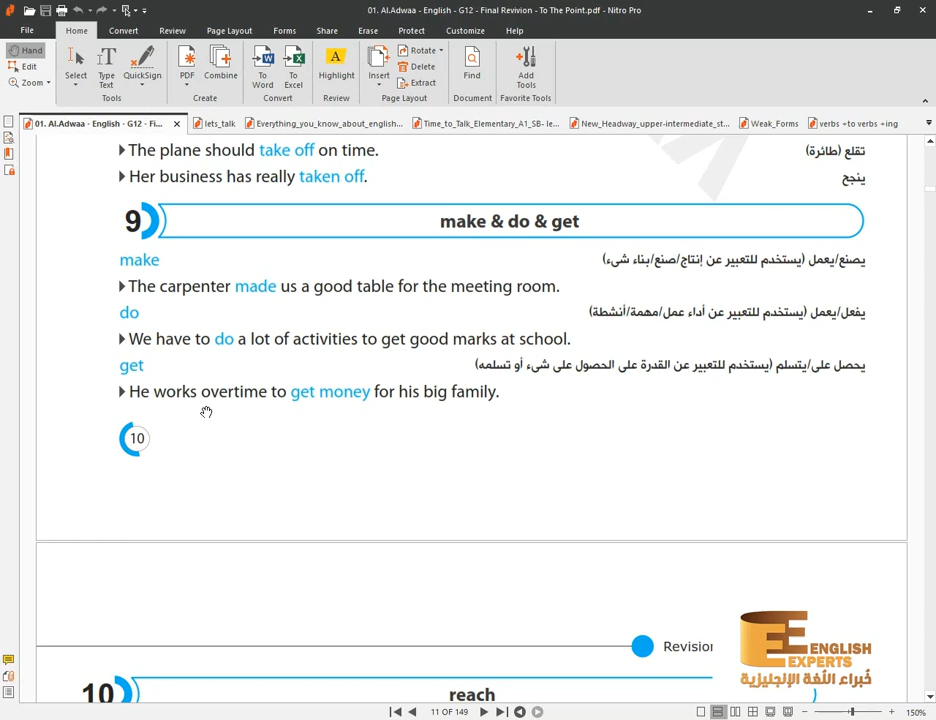 01. Al.Adwaa - English - G12 - Final Revivion - To The Point.pdf - Nitro Pro
File Home Convert Review Page Layout Forms Share Erase Protect Customize Help
Hand Edit Zoom
Select Type Text QuickSign
Tools
PDF Combine
Create
To Word To Excel
Convert
Highlight
Review
Insert Rotate Delete Extract
Page Layout
Find
Document
Add Tools
Favorite Tools
01. Al.Adwaa - English - G12 - Fi... lets_talk Everything_you_know_about_english... Time_to_Talk_Elementary_A1_SB- le... New_Headway_upper-intermediate_st... Weak_Forms verbs +to verbs +ing
The plane should take off on time. تقلع (طائرة)
Her business has really taken off. ينجح
9 make & do & get
make يصنع/يعمل (يستخدم للتعبير عن إنتاج/صنع/بناء شىء)
The carpenter made us a good table for the meeting room.
do يفعل/يعمل (يستخدم للتعبير عن أداء عمل/مهمة/أنشطة)
We have to do a lot of activities to get good marks at school.
get يحصل على/يتسلم (يستخدم للتعبير عن القدرة على الحصول على شىء أو تسلمه)
He works overtime to get money for his big family.
10
Revision
ENGLISH
EXPERTS
خُبراء اللُّغة الإنجليزية
10 reach
11 OF 149
150%